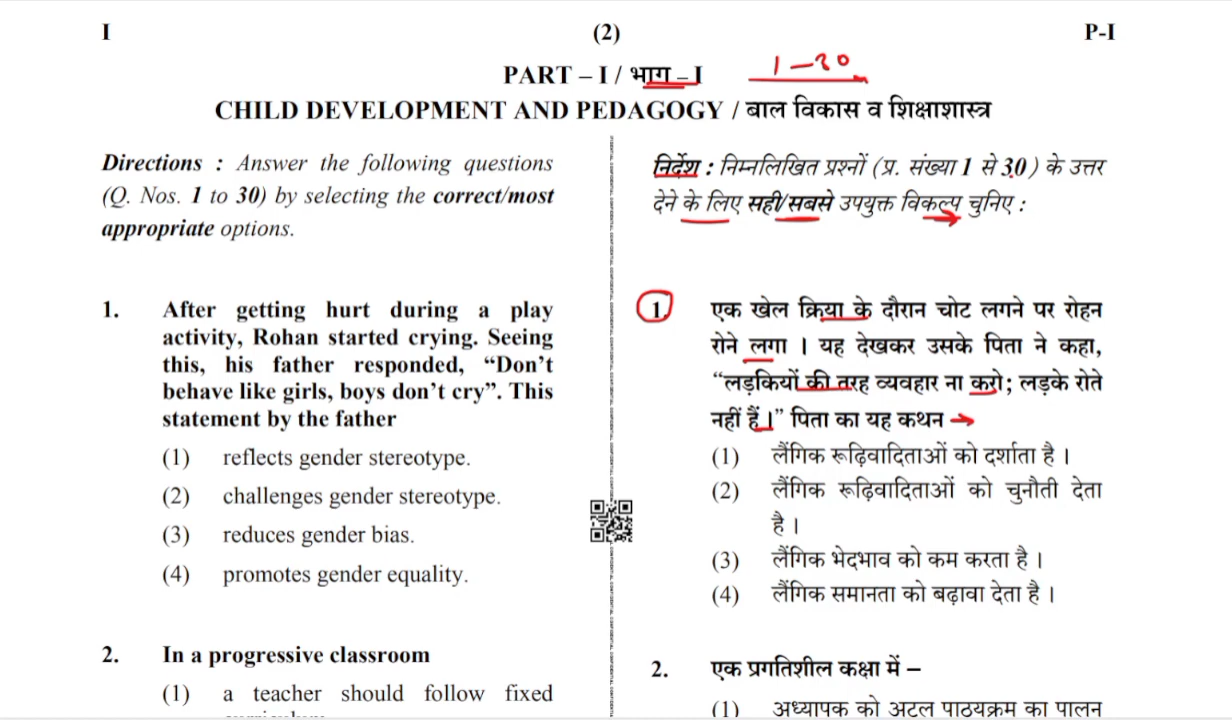 I (2) P-I
PART – I / भाग – I 1 – 30
CHILD DEVELOPMENT AND PEDAGOGY / बाल विकास व शिक्षाशास्त्र
Directions : Answer the following questions
(Q. Nos. 1 to 30) by selecting the correct/most
appropriate options.
1. After getting hurt during a play
activity, Rohan started crying. Seeing
this, his father responded, “Don’t
behave like girls, boys don’t cry”. This
statement by the father
(1) reflects gender stereotype.
(2) challenges gender stereotype.
(3) reduces gender bias.
(4) promotes gender equality.
2. In a progressive classroom
(1) a teacher should follow fixed
निर्देश : निम्नलिखित प्रश्नों (प्र. संख्या 1 से 30) के उत्तर
देने के लिए सही/सबसे उपयुक्त विकल्प चुनिए :
1. एक खेल क्रिया के दौरान चोट लगने पर रोहन
रोने लगा । यह देखकर उसके पिता ने कहा,
“लड़कियों की तरह व्यवहार ना करो; लड़के रोते
नहीं हैं ।” पिता का यह कथन
(1) लैंगिक रूढ़िवादिताओं को दर्शाता है ।
(2) लैंगिक रूढ़िवादिताओं को चुनौती देता
है ।
(3) लैंगिक भेदभाव को कम करता है ।
(4) लैंगिक समानता को बढ़ावा देता है ।
2. एक प्रगतिशील कक्षा में –
(1) अध्यापक को अटल पाठ्यक्रम का पालन